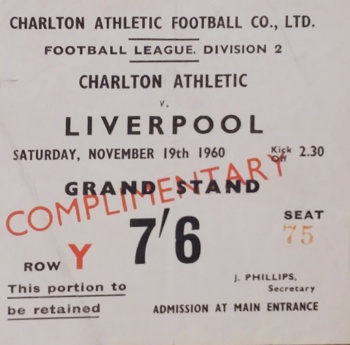 CHARLTON ATHLETIC FOOTBALL CO., LTD.
FOOTBALL LEAGUE. DIVISION 2
CHARLTON ATHLETIC
v.
LIVERPOOL
SATURDAY, NOVEMBER 19th 1960 Kick Off 2.30
GRAND STAND
COMPLIMENTARY
7/6
SEAT
75
ROW Y
This portion to
be retained
J. PHILLIPS,
Secretary
ADMISSION AT MAIN ENTRANCE